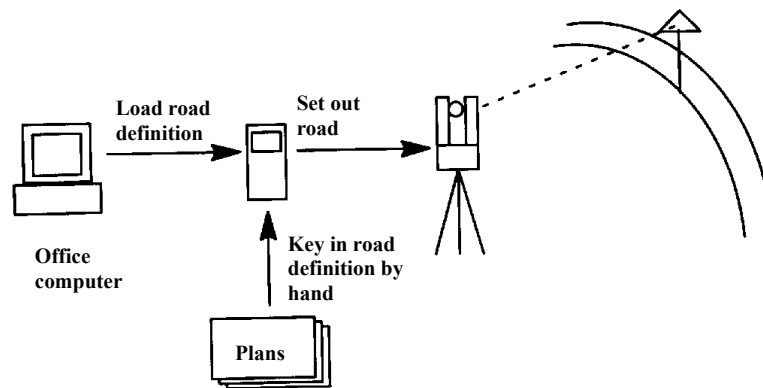 Load road
definition
Set out
road
Office
computer
Key in road
definition by
hand
Plans